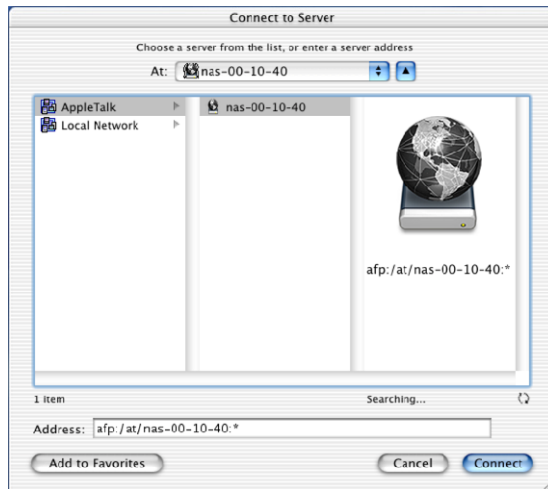 Connect to Server
Choose a server from the list, or enter a server address
At: nas-00-10-40
AppleTalk
nas-00-10-40
Local Network
afp:/at/nas-00-10-40:*
1 item
Searching...
Address: afp:/at/nas-00-10-40:*
Add to Favorites
Cancel
Connect